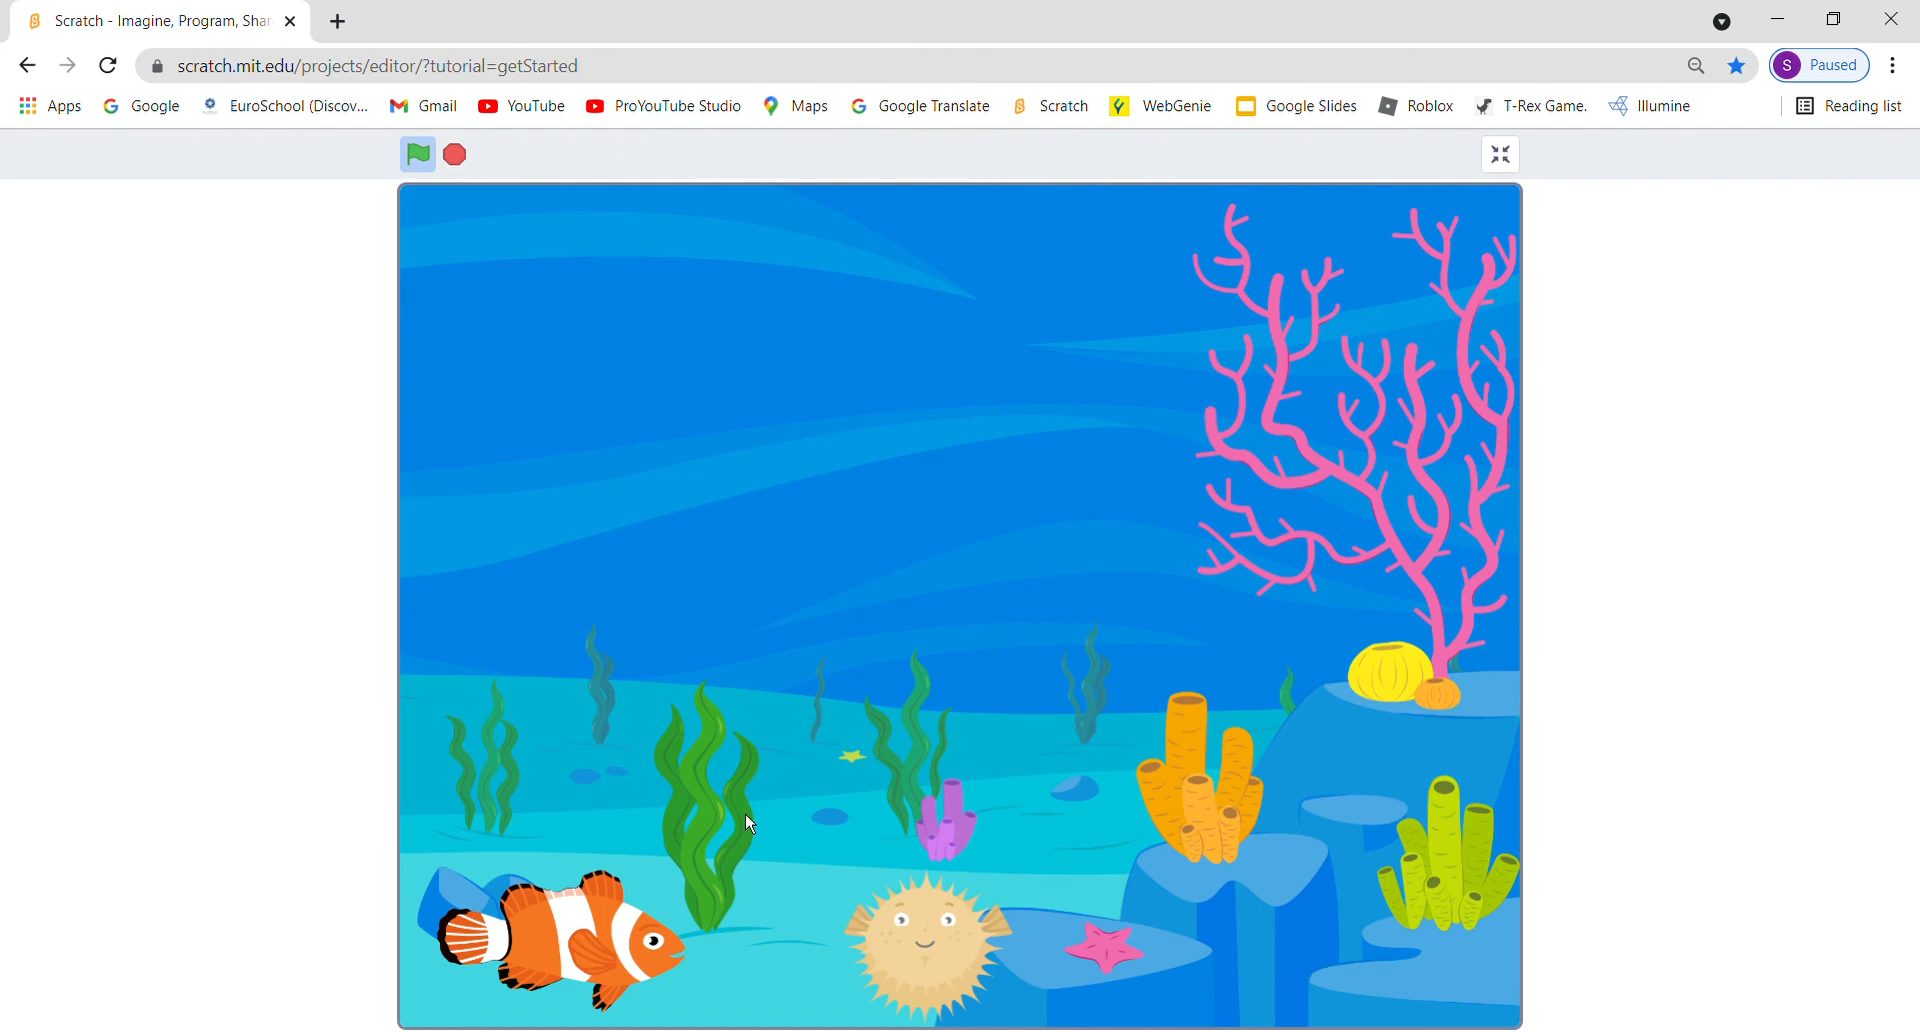 Scratch - Imagine, Program, Shar
scratch.mit.edu/projects/editor/?tutorial=getStarted
S Paused
Apps Google EuroSchool (Discov... Gmail YouTube ProYouTube Studio Maps Google Translate Scratch WebGenie Google Slides Roblox T-Rex Game. Illumine Reading list